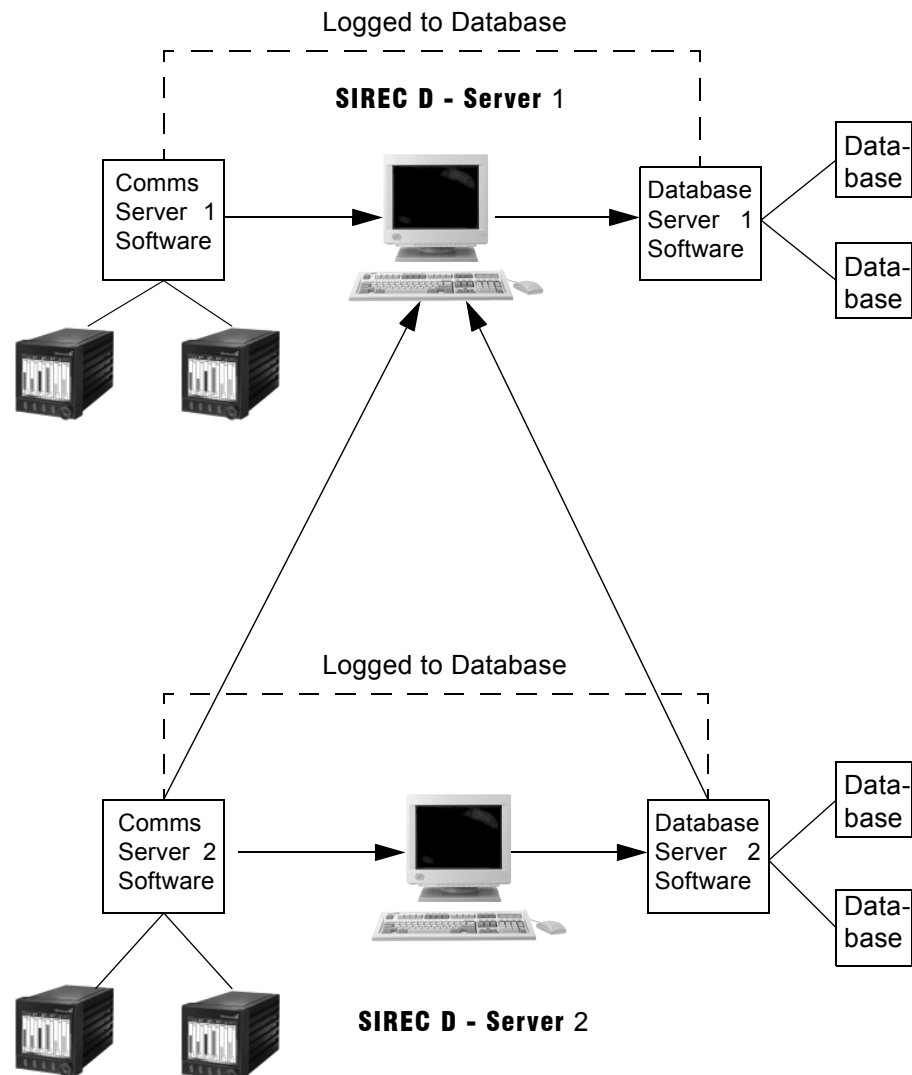 Logged to Database
SIREC D - Server 1
Comms
Server 1
Software
Database
Server 1
Software
Data-
base
Data-
base
Logged to Database
Comms
Server 2
Software
Database
Server 2
Software
Data-
base
Data-
base
SIREC D - Server 2